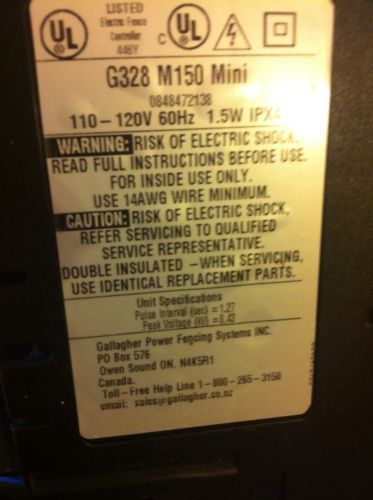 UL
LISTED
Electric Fence
Controller
446Y
C UL
G328 M150 Mini
0848472138
110-120V 60Hz 1.5W IPX4
WARNING: RISK OF ELECTRIC SHOCK.
READ FULL INSTRUCTIONS BEFORE USE.
FOR INSIDE USE ONLY.
USE 14AWG WIRE MINIMUM.
CAUTION: RISK OF ELECTRIC SHOCK,
REFER SERVICING TO QUALIFIED
SERVICE REPRESENTATIVE.
DOUBLE INSULATED - WHEN SERVICING,
USE IDENTICAL REPLACEMENT PARTS.
Unit Specifications
Pulse Interval (sec) = 1.27
Peak Voltage (kV) = 8.43
Gallagher Power Fencing Systems INC.
PO Box 576
Owen Sound ON. N4K5R1
Canada.
Toll-Free Help Line 1-800-265-3150
email: sales@gallagher.co.nz